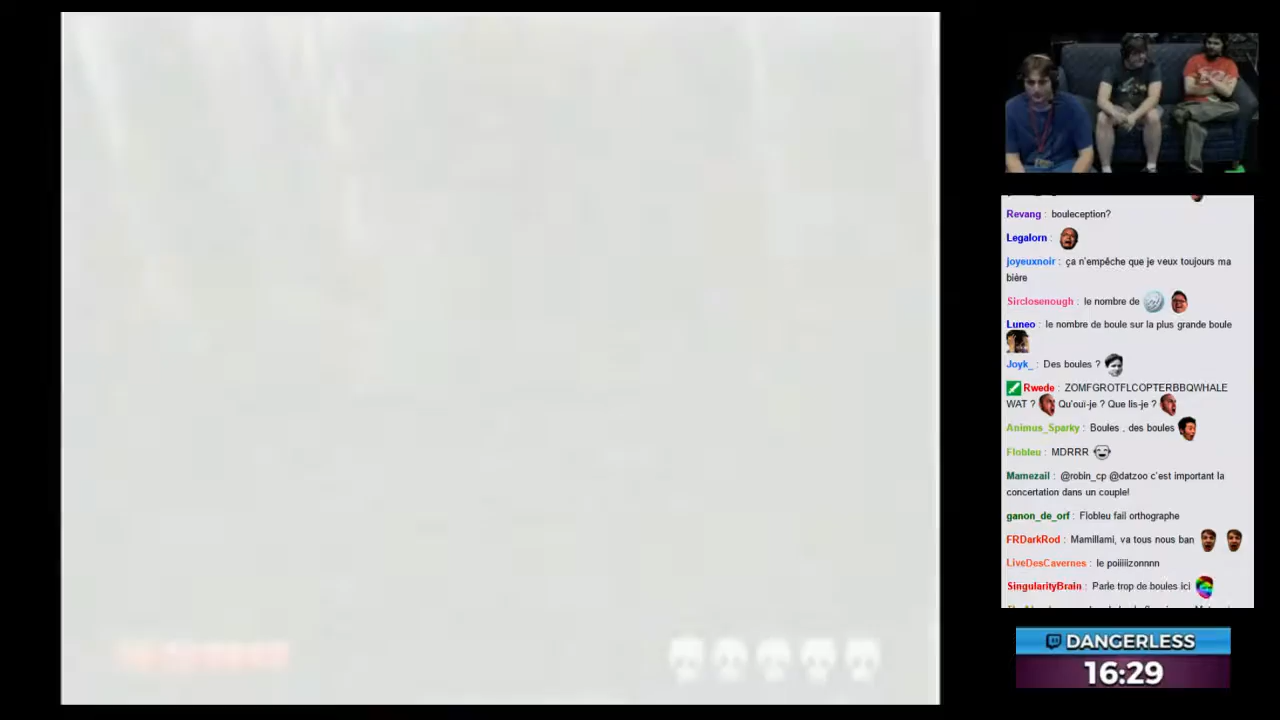 Revang : bouleception?
Legalorn :
joyeuxnoir : ça n'empêche que je veux toujours ma
bière
Sirclosenough : le nombre de
Luneo : le nombre de boule sur la plus grande boule
Joyk_ : Des boules ?
Rwede : ZOMFGROTFLCOPTERBBQWHALE
WAT ? Qu'ouï-je ? Que lis-je ?
Animus_Sparky : Boules , des boules
Flobleu : MDRRR
Mamezail : @robin_cp @datzoo c'est important la
concertation dans un couple!
ganon_de_orf : Flobleu fail orthographe
FRDarkRod : Mamillami, va tous nous ban
LiveDesCavernes : le poiiiizonnnn
SingularityBrain : Parle trop de boules ici
DANGERLESS
16:29